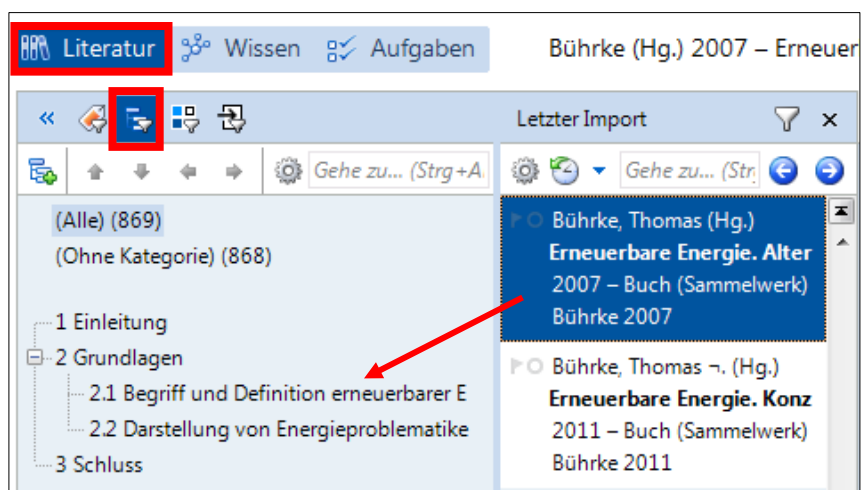 Literatur Wissen Aufgaben Bührke (Hg.) 2007 – Erneuer
Letzter Import
Gehe zu... (Strg+A
Gehe zu... (Str
(Alle) (869)
(Ohne Kategorie) (868)
1 Einleitung
2 Grundlagen
2.1 Begriff und Definition erneuerbarer E
2.2 Darstellung von Energieproblematike
3 Schluss
Bührke, Thomas (Hg.)
Erneuerbare Energie. Alter
2007 – Buch (Sammelwerk)
Bührke 2007
Bührke, Thomas ¬. (Hg.)
Erneuerbare Energie. Konz
2011 – Buch (Sammelwerk)
Bührke 2011